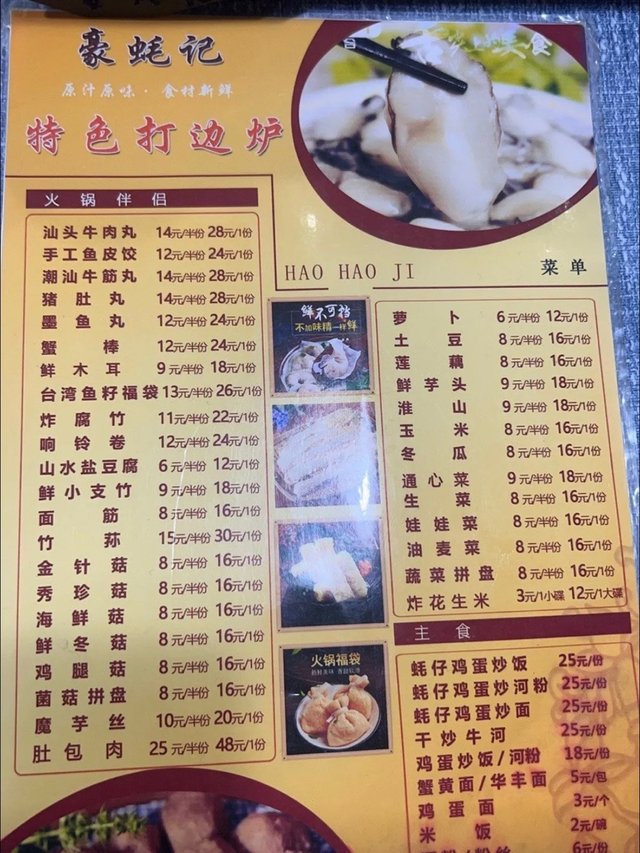 豪蚝记
原汁原味·食材新鲜
特色打边炉
火锅伴侣
汕头牛肉丸 14元/半份 28元/1份
手工鱼皮饺 12元/半份 24元/1份
潮汕牛筋丸 14元/半份 28元/1份
猪肚丸 14元/半份 28元/1份
墨鱼丸 12元/半份 24元/1份
蟹棒 12元/半份 24元/1份
鲜木耳 9元/半份 18元/1份
台湾鱼籽福袋 13元/半份 26元/1份
炸腐竹 11元/半份 22元/1份
响铃卷 12元/半份 24元/1份
山水盐豆腐 6元/半份 12元/1份
鲜小支竹 9元/半份 18元/1份
面筋 8元/半份 16元/1份
竹荪 15元/半份 30元/1份
金针菇 8元/半份 16元/1份
秀珍菇 8元/半份 16元/1份
海鲜菇 8元/半份 16元/1份
鲜冬菇 8元/半份 16元/1份
鸡腿菇 8元/半份 16元/1份
菌菇拼盘 8元/半份 16元/1份
魔芋丝 10元/半份 20元/1份
肚包肉 25元/半份 48元/1份
HAO HAO JI
菜单
鲜不可挡
不加味精一样鲜
火锅福袋
萝卜 6元/半份 12元/1份
土豆 8元/半份 16元/1份
莲藕 8元/半份 16元/1份
鲜芋头 9元/半份 18元/1份
淮山 9元/半份 18元/1份
玉米 8元/半份 16元/1份
冬瓜 8元/半份 16元/1份
通心菜 9元/半份 18元/1份
生菜 8元/半份 16元/1份
娃娃菜 8元/半份 16元/1份
油麦菜 8元/半份 16元/1份
蔬菜拼盘 8元/半份 16元/1份
炸花生米 3元/1小碟 12元/1大碟
主食
蚝仔鸡蛋炒饭 25元/份
蚝仔鸡蛋炒河粉 25元/份
蚝仔鸡蛋炒面 25元/份
干炒牛河 25元/份
鸡蛋炒饭/河粉 18元/份
蟹黄面/华丰面 5元/包
鸡蛋面 3元/个
米饭 2元/碗
6元/份